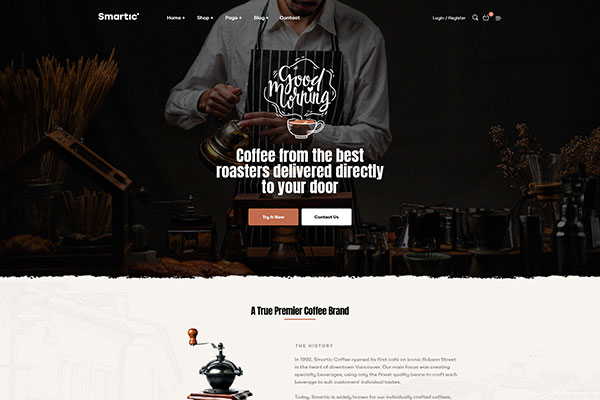 Smartic
Home + Shop + Page + Blog + Contact
Login / Register
Good
Morning
Coffee from the best
roasters delivered directly
to your door
Try It Now
Contact Us
A True Premier Coffee Brand
THE HISTORY
In 1992, Smartic Coffee opened its first café on iconic Robson Street
in the heart of downtown Vancouver. Our main focus was creating
specialty beverages, using only the finest quality beans to craft each
beverage to suit customers' individual tastes.
Today, Smartic is widely known for our individually crafted coffees,